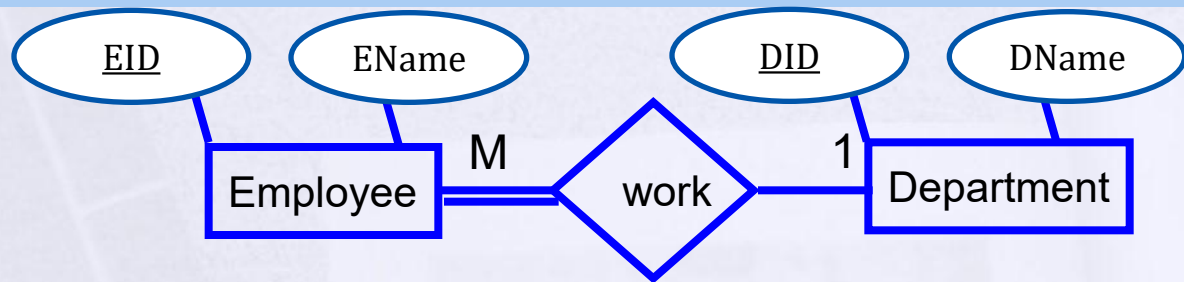 EID EName DID DName
M 1
Employee work Department